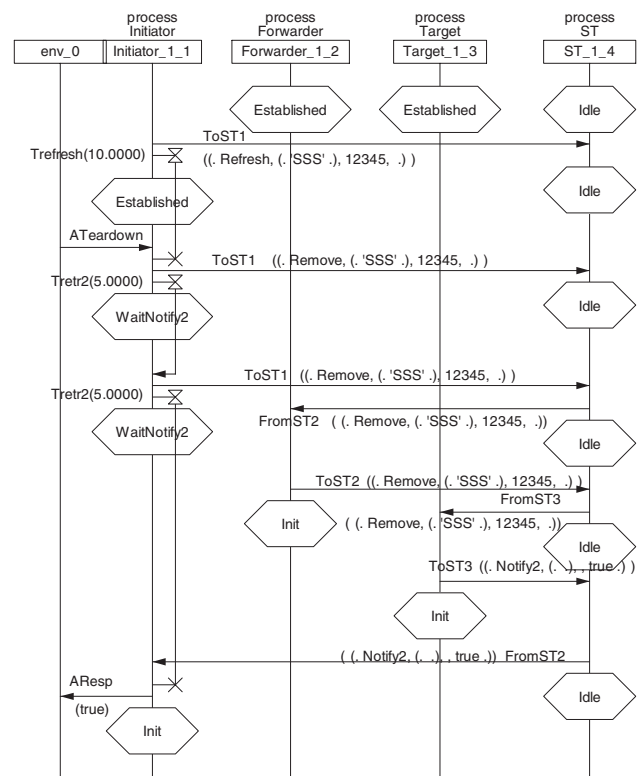 process process process process
Initiator Forwarder Target ST
env_0 Initiator_1_1 Forwarder_1_2 Target_1_3 ST_1_4
Established Established Idle
ToST1
Trefresh(10.0000) ((. Refresh, (. 'SSS' .), 12345, .) )
Established Idle
ATeardown
ToST1 ((. Remove, (. 'SSS' .), 12345, .) )
Tretr2(5.0000)
WaitNotify2 Idle
ToST1 ((. Remove, (. 'SSS' .), 12345, .) )
Tretr2(5.0000)
FromST2 ( (. Remove, (. 'SSS' .), 12345, .))
WaitNotify2 Idle
ToST2 ((. Remove, (. 'SSS' .), 12345, .) )
FromST3
Init ( (. Remove, (. 'SSS' .), 12345, .))
Idle
ToST3 ((. Notify2, (. .), , true .) )
Init
( (. Notify2, (. .), , true .)) FromST2
AResp
(true) Idle
Init